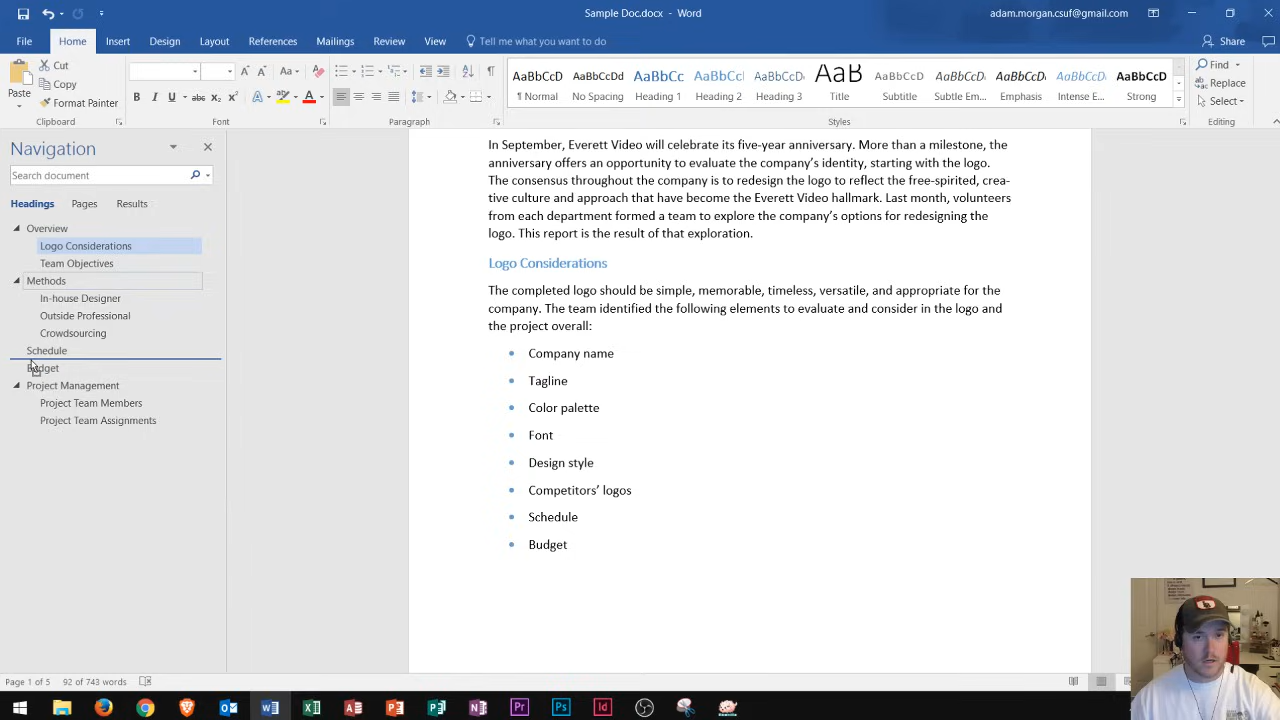 Sample Doc.docx - Word
adam.morgan.csuf@gmail.com
File Home Insert Design Layout References Mailings Review View Tell me what you want to do Share
Paste
Cut
Copy
Format Painter
Clipboard
Aa
B I U abc X₂ X² A A
Font
Paragraph
AaBbCcDd AaBbCcDd AaBbCc AaBbCcl AaBbCcDd AaB AaBbCcD AaBbCcDd AaBbCcDd AaBbCcDd AaBbCcDd
¶ Normal No Spacing Heading 1 Heading 2 Heading 3 Title Subtitle Subtle Em... Emphasis Intense E... Strong
Styles
Find
Replace
Select
Editing
Navigation
Search document
Headings Pages Results
Overview
Logo Considerations
Team Objectives
Methods
In-house Designer
Outside Professional
Crowdsourcing
Schedule
Budget
Project Management
Project Team Members
Project Team Assignments
In September, Everett Video will celebrate its five-year anniversary. More than a milestone, the
anniversary offers an opportunity to evaluate the company's identity, starting with the logo.
The consensus throughout the company is to redesign the logo to reflect the free-spirited, crea-
tive culture and approach that have become the Everett Video hallmark. Last month, volunteers
from each department formed a team to explore the company's options for redesigning the
logo. This report is the result of that exploration.
Logo Considerations
The completed logo should be simple, memorable, timeless, versatile, and appropriate for the
company. The team identified the following elements to evaluate and consider in the logo and
the project overall:
• Company name
• Tagline
• Color palette
• Font
• Design style
• Competitors' logos
• Schedule
• Budget
Page 1 of 5 92 of 743 words